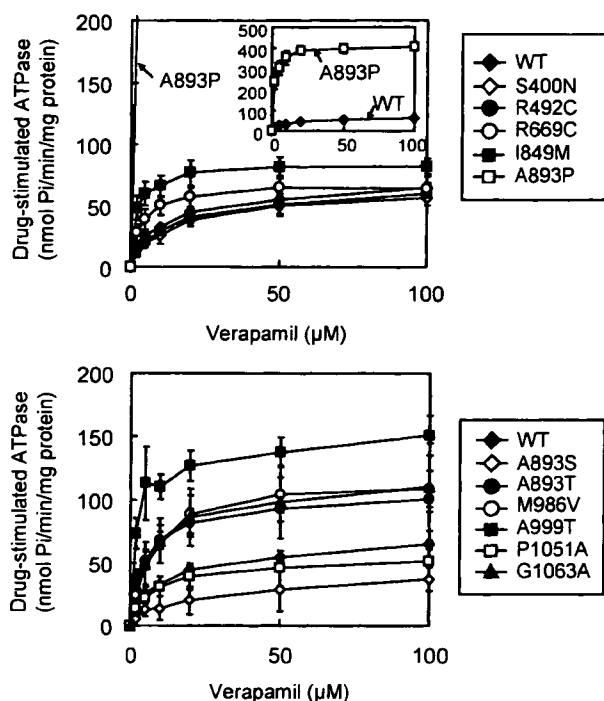 200
150
100
50
0
Drug-stimulated ATPase
(nmol Pi/min/mg protein)
A893P
500
400
300
200
100
0
A893P
WT
0 50 100
0 50 100
Verapamil (µM)
WT
S400N
R492C
R669C
I849M
A893P
200
150
100
50
0
Drug-stimulated ATPase
(nmol Pi/min/mg protein)
0 50 100
Verapamil (µM)
WT
A893S
A893T
M986V
A999T
P1051A
G1063A